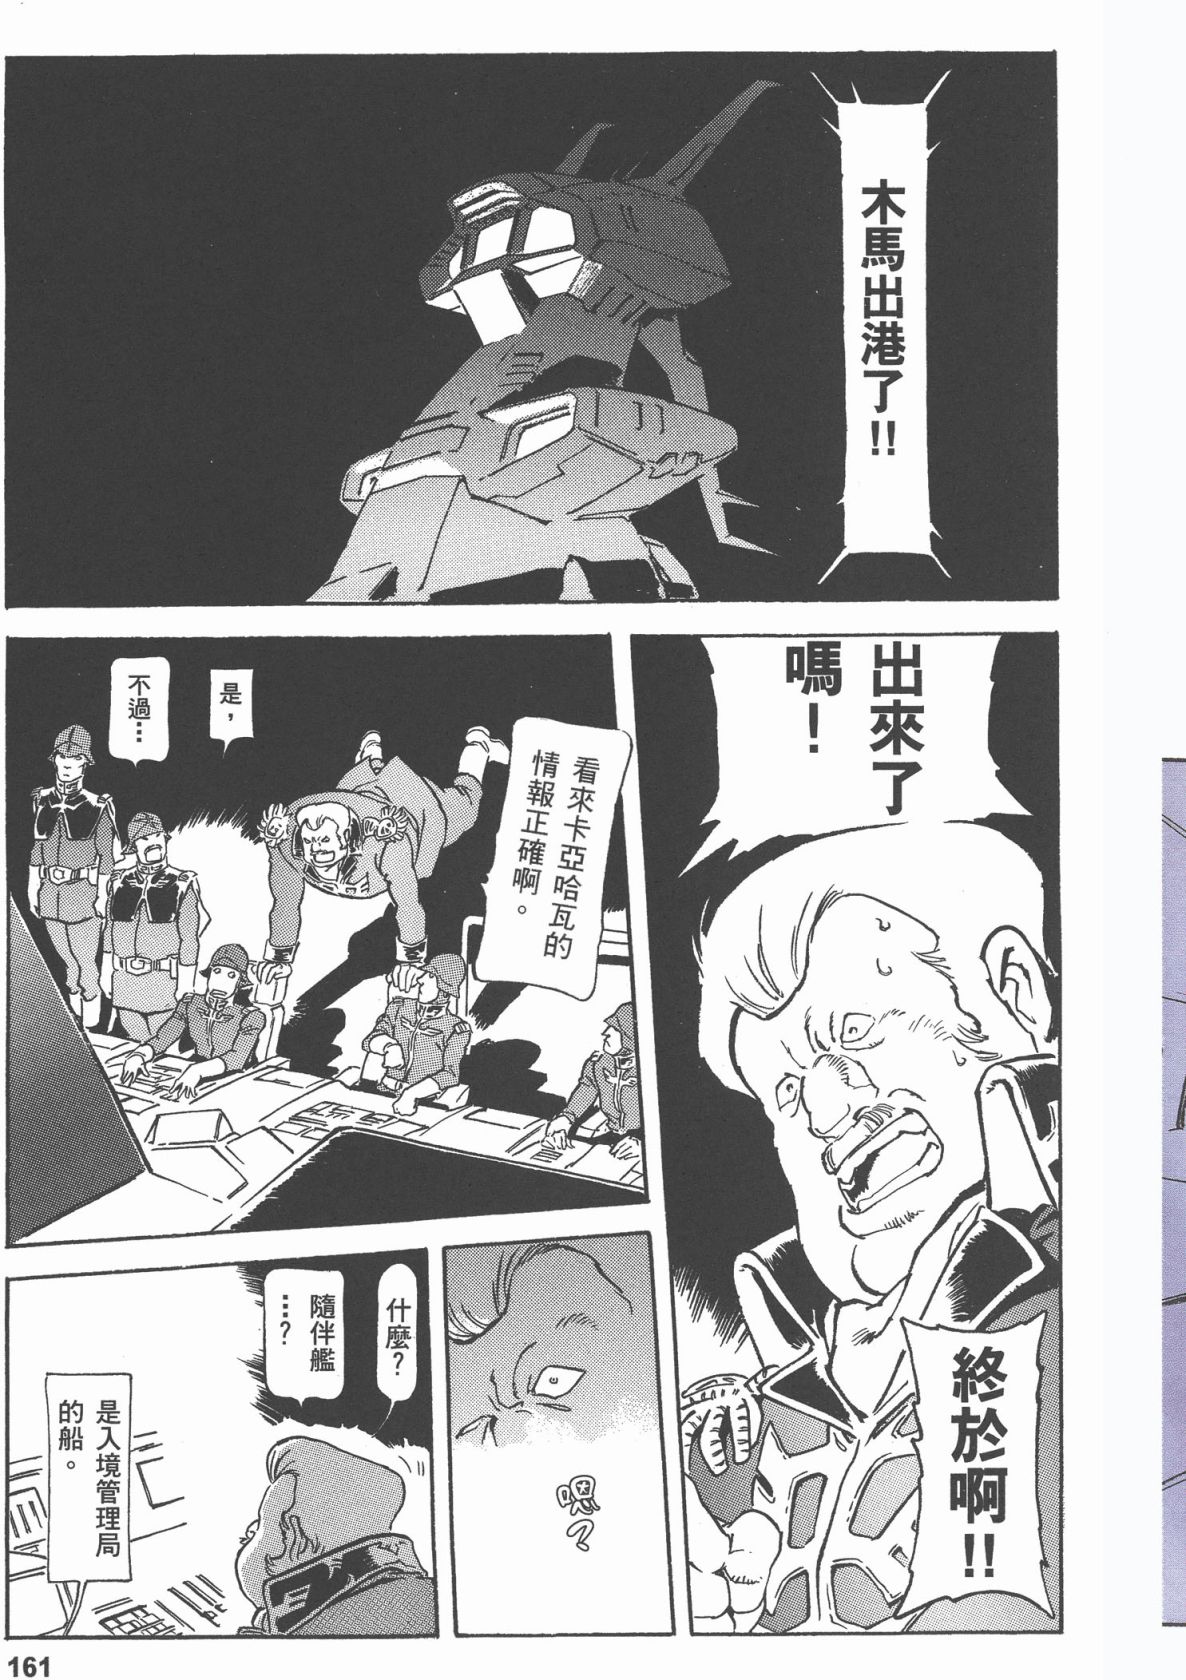 木馬出港了!!
出來了
嗎！
終於啊!!
看來卡亞哈瓦的
情報正確啊。
是，
不過…
嗯？
什麼？
隨伴艦
…？
是入境管理局
的船。
161